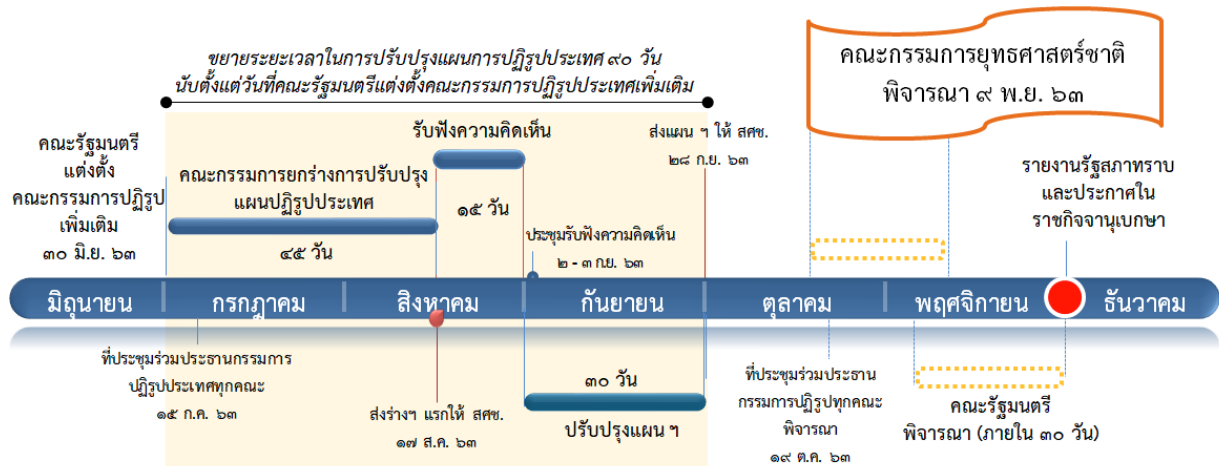 ขยายระยะเวลาในการปรับปรุงแผนการปฏิรูปประเทศ ๙๐ วัน
นับตั้งแต่วันที่คณะรัฐมนตรีแต่งตั้งคณะกรรมการปฏิรูปประเทศเพิ่มเติม
คณะกรรมการยุทธศาสตร์ชาติ
พิจารณา ๙ พ.ย. ๖๓
คณะรัฐมนตรี
แต่งตั้ง
คณะกรรมการปฏิรูป
เพิ่มเติม
๓๐ มิ.ย. ๖๓
คณะกรรมการยกร่างการปรับปรุง
แผนปฏิรูปประเทศ
๔๕ วัน
รับฟังความคิดเห็น
๑๕ วัน
ประชุมรับฟังความคิดเห็น
๒ - ๓ ก.ย. ๖๓
ส่งแผน ฯ ให้ สศช.
๒๘ ก.ย. ๖๓
รายงานรัฐสภาทราบ
และประกาศใน
ราชกิจจานุเบกษา
มิถุนายน
กรกฎาคม
สิงหาคม
กันยายน
ตุลาคม
พฤศจิกายน
ธันวาคม
ที่ประชุมร่วมประธานกรรมการ
ปฏิรูปประเทศทุกคณะ
๑๕ ก.ค. ๖๓
ส่งร่างฯ แรกให้ สศช.
๑๗ ส.ค. ๖๓
๓๐ วัน
ปรับปรุงแผน ฯ
ที่ประชุมร่วมประธาน
กรรมการปฏิรูปทุกคณะ
พิจารณา
๑๙ ต.ค. ๖๓
คณะรัฐมนตรี
พิจารณา (ภายใน ๓๐ วัน)